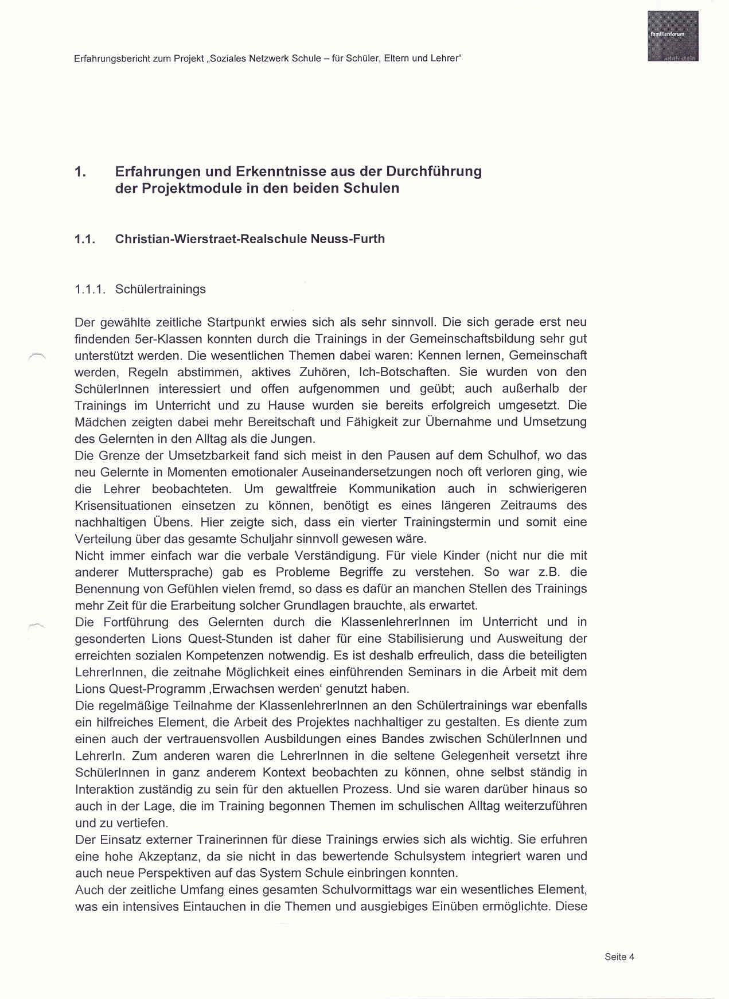 familienforum
edith stein
Erfahrungsbericht zum Projekt „Soziales Netzwerk Schule – für Schüler, Eltern und Lehrer“
1. Erfahrungen und Erkenntnisse aus der Durchführung
der Projektmodule in den beiden Schulen
1.1. Christian-Wierstraet-Realschule Neuss-Furth
1.1.1. Schülertrainings
Der gewählte zeitliche Startpunkt erwies sich als sehr sinnvoll. Die sich gerade erst neu
findenden 5er-Klassen konnten durch die Trainings in der Gemeinschaftsbildung sehr gut
unterstützt werden. Die wesentlichen Themen dabei waren: Kennen lernen, Gemeinschaft
werden, Regeln abstimmen, aktives Zuhören, Ich-Botschaften. Sie wurden von den
SchülerInnen interessiert und offen aufgenommen und geübt; auch außerhalb der
Trainings im Unterricht und zu Hause wurden sie bereits erfolgreich umgesetzt. Die
Mädchen zeigten dabei mehr Bereitschaft und Fähigkeit zur Übernahme und Umsetzung
des Gelernten in den Alltag als die Jungen.
Die Grenze der Umsetzbarkeit fand sich meist in den Pausen auf dem Schulhof, wo das
neu Gelernte in Momenten emotionaler Auseinandersetzungen noch oft verloren ging, wie
die Lehrer beobachteten. Um gewaltfreie Kommunikation auch in schwierigeren
Krisensituationen einsetzen zu können, benötigt es eines längeren Zeitraums des
nachhaltigen Übens. Hier zeigte sich, dass ein vierter Trainingstermin und somit eine
Verteilung über das gesamte Schuljahr sinnvoll gewesen wäre.
Nicht immer einfach war die verbale Verständigung. Für viele Kinder (nicht nur die mit
anderer Muttersprache) gab es Probleme Begriffe zu verstehen. So war z.B. die
Benennung von Gefühlen vielen fremd, so dass es dafür an manchen Stellen des Trainings
mehr Zeit für die Erarbeitung solcher Grundlagen brauchte, als erwartet.
Die Fortführung des Gelernten durch die KlassenlehrerInnen im Unterricht und in
gesonderten Lions Quest-Stunden ist daher für eine Stabilisierung und Ausweitung der
erreichten sozialen Kompetenzen notwendig. Es ist deshalb erfreulich, dass die beteiligten
LehrerInnen, die zeitnahe Möglichkeit eines einführenden Seminars in die Arbeit mit dem
Lions Quest-Programm ‚Erwachsen werden‘ genutzt haben.
Die regelmäßige Teilnahme der KlassenlehrerInnen an den Schülertrainings war ebenfalls
ein hilfreiches Element, die Arbeit des Projektes nachhaltiger zu gestalten. Es diente zum
einen auch der vertrauensvollen Ausbildungen eines Bandes zwischen SchülerInnen und
LehrerIn. Zum anderen waren die LehrerInnen in die seltene Gelegenheit versetzt ihre
SchülerInnen in ganz anderem Kontext beobachten zu können, ohne selbst ständig in
Interaktion zuständig zu sein für den aktuellen Prozess. Und sie waren darüber hinaus so
auch in der Lage, die im Training begonnen Themen im schulischen Alltag weiterzuführen
und zu vertiefen.
Der Einsatz externer Trainerinnen für diese Trainings erwies sich als wichtig. Sie erfuhren
eine hohe Akzeptanz, da sie nicht in das bewertende Schulsystem integriert waren und
auch neue Perspektiven auf das System Schule einbringen konnten.
Auch der zeitliche Umfang eines gesamten Schulvormittags war ein wesentliches Element,
was ein intensives Eintauchen in die Themen und ausgiebiges Einüben ermöglichte. Diese
Seite 4